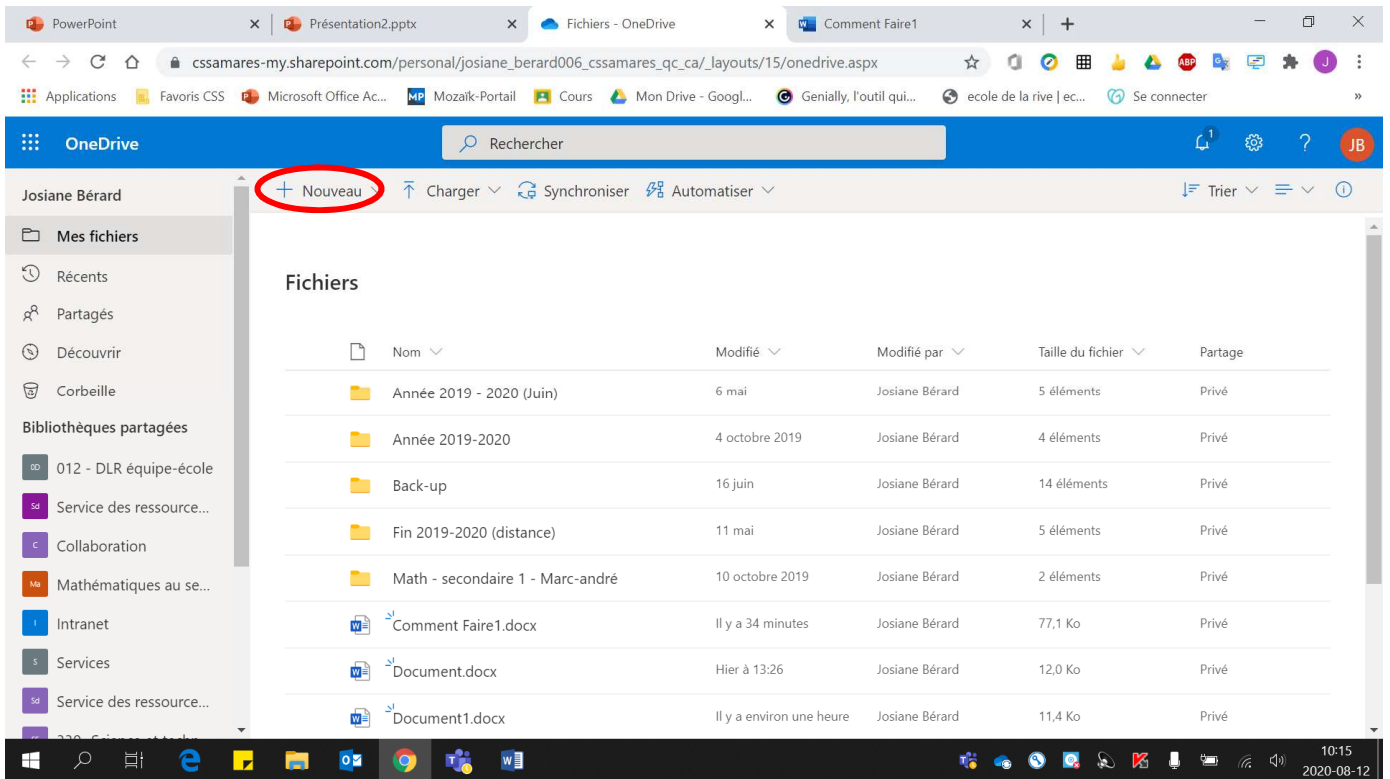 PowerPoint
Présentation2.pptx
Fichiers - OneDrive
Comment Faire1
cssamares-my.sharepoint.com/personal/josiane_berard006_cssamares_qc_ca/_layouts/15/onedrive.aspx
ABP
J
Applications
Favoris CSS
Microsoft Office Ac...
MP Mozaïk-Portail
Cours
Mon Drive - Googl...
Genially, l'outil qui...
ecole de la rive | ec...
Se connecter
»
OneDrive
Rechercher
1
?
JB
Josiane Bérard
+ Nouveau
Charger
Synchroniser
Automatiser
Trier
Mes fichiers
Récents
Partagés
Découvrir
Corbeille
Bibliothèques partagées
0D 012 - DLR équipe-école
Sd Service des ressource...
C Collaboration
Ma Mathématiques au se...
I Intranet
S Services
Sd Service des ressource...
Fichiers
Nom Modifié Modifié par Taille du fichier Partage
Année 2019 - 2020 (Juin) 6 mai Josiane Bérard 5 éléments Privé
Année 2019-2020 4 octobre 2019 Josiane Bérard 4 éléments Privé
Back-up 16 juin Josiane Bérard 14 éléments Privé
Fin 2019-2020 (distance) 11 mai Josiane Bérard 5 éléments Privé
Math - secondaire 1 - Marc-andré 10 octobre 2019 Josiane Bérard 2 éléments Privé
Comment Faire1.docx Il y a 34 minutes Josiane Bérard 77,1 Ko Privé
Document.docx Hier à 13:26 Josiane Bérard 12,0 Ko Privé
Document1.docx Il y a environ une heure Josiane Bérard 11,4 Ko Privé
10:15
2020-08-12